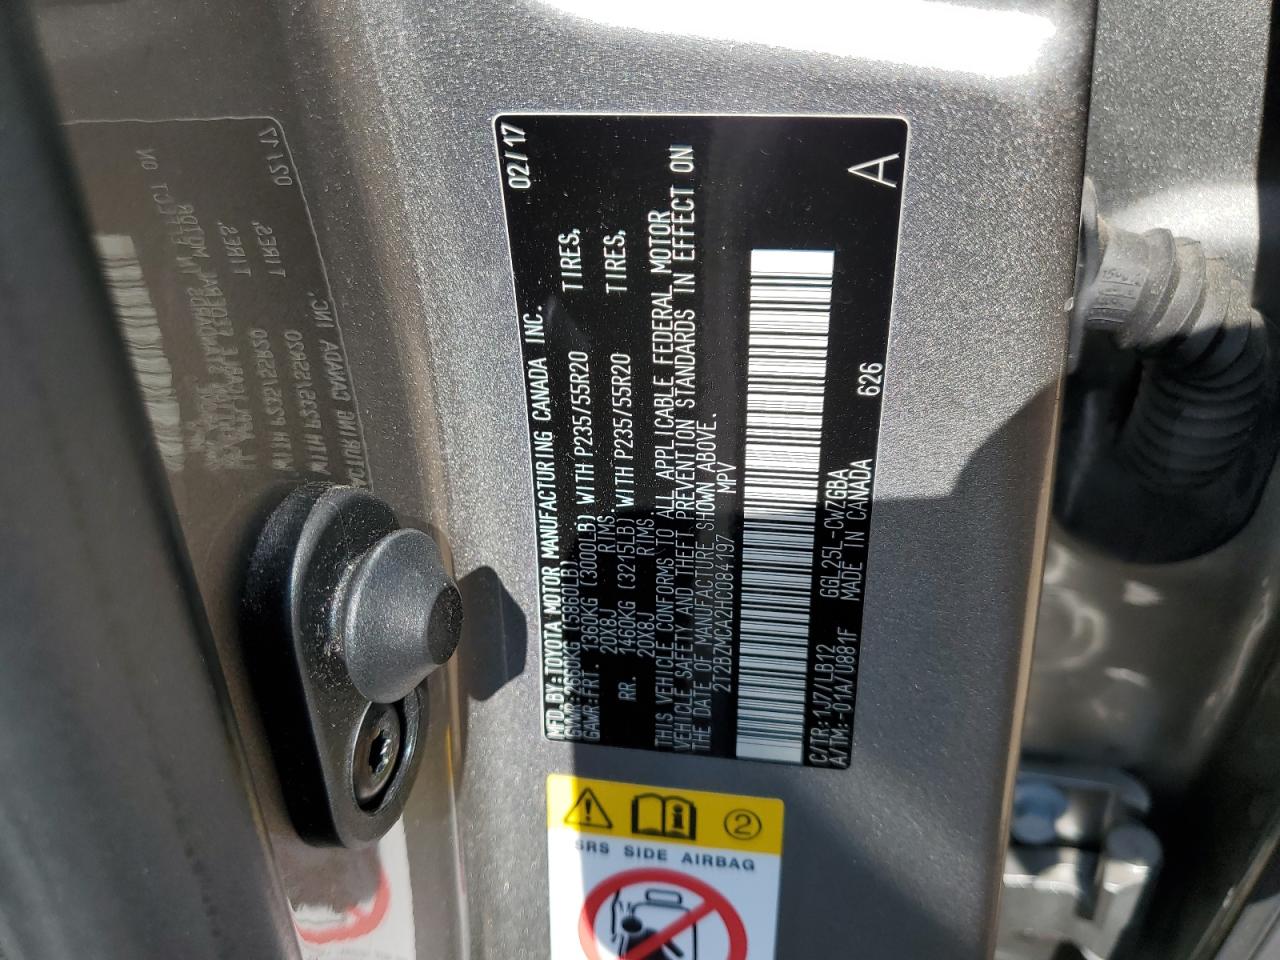 MFD.BY:TOYOTA MOTOR MANUFACTURING CANADA INC. 02/17
GVWR:2660KG (5860LB)
GAWR:FRT. 1360KG (3000LB) WITH P235/55R20 TIRES,
20X8J RIMS.
RR. 1460KG (3215LB) WITH P235/55R20 TIRES,
20X8J RIMS.
THIS VEHICLE CONFORMS TO ALL APPLICABLE FEDERAL MOTOR
VEHICLE SAFETY AND THEFT PREVENTION STANDARDS IN EFFECT ON
THE DATE OF MANUFACTURE SHOWN ABOVE.
2T2BZMCA2HC084197 MPV
C/TR:1J7/LB12 GGL25L-CWZGBA 626
A/TM:-01A/U881F MADE IN CANADA A
2
SRS SIDE AIRBAG